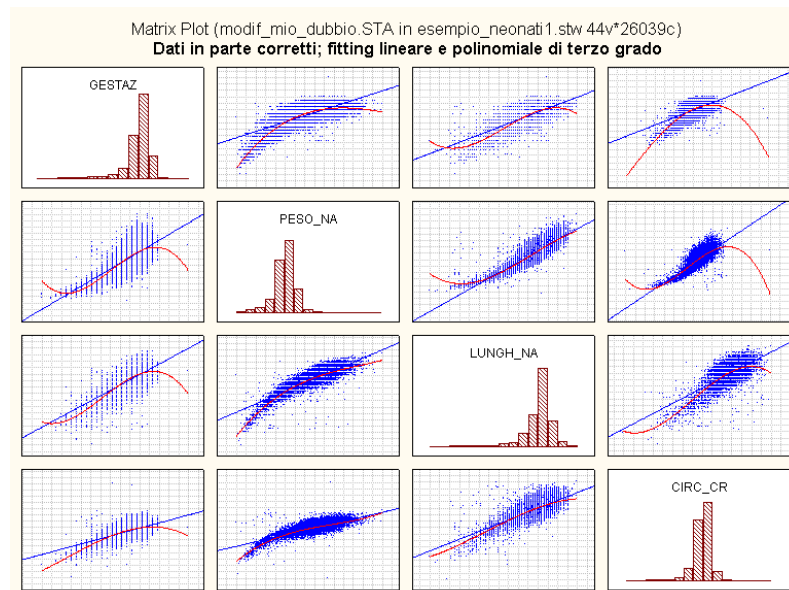 Matrix Plot (modif_mio_dubbio.STA in esempio_neonati1.stw 44v*26039c)
Dati in parte corretti; fitting lineare e polinomiale di terzo grado
GESTAZ
PESO_NA
LUNGH_NA
CIRC_CR